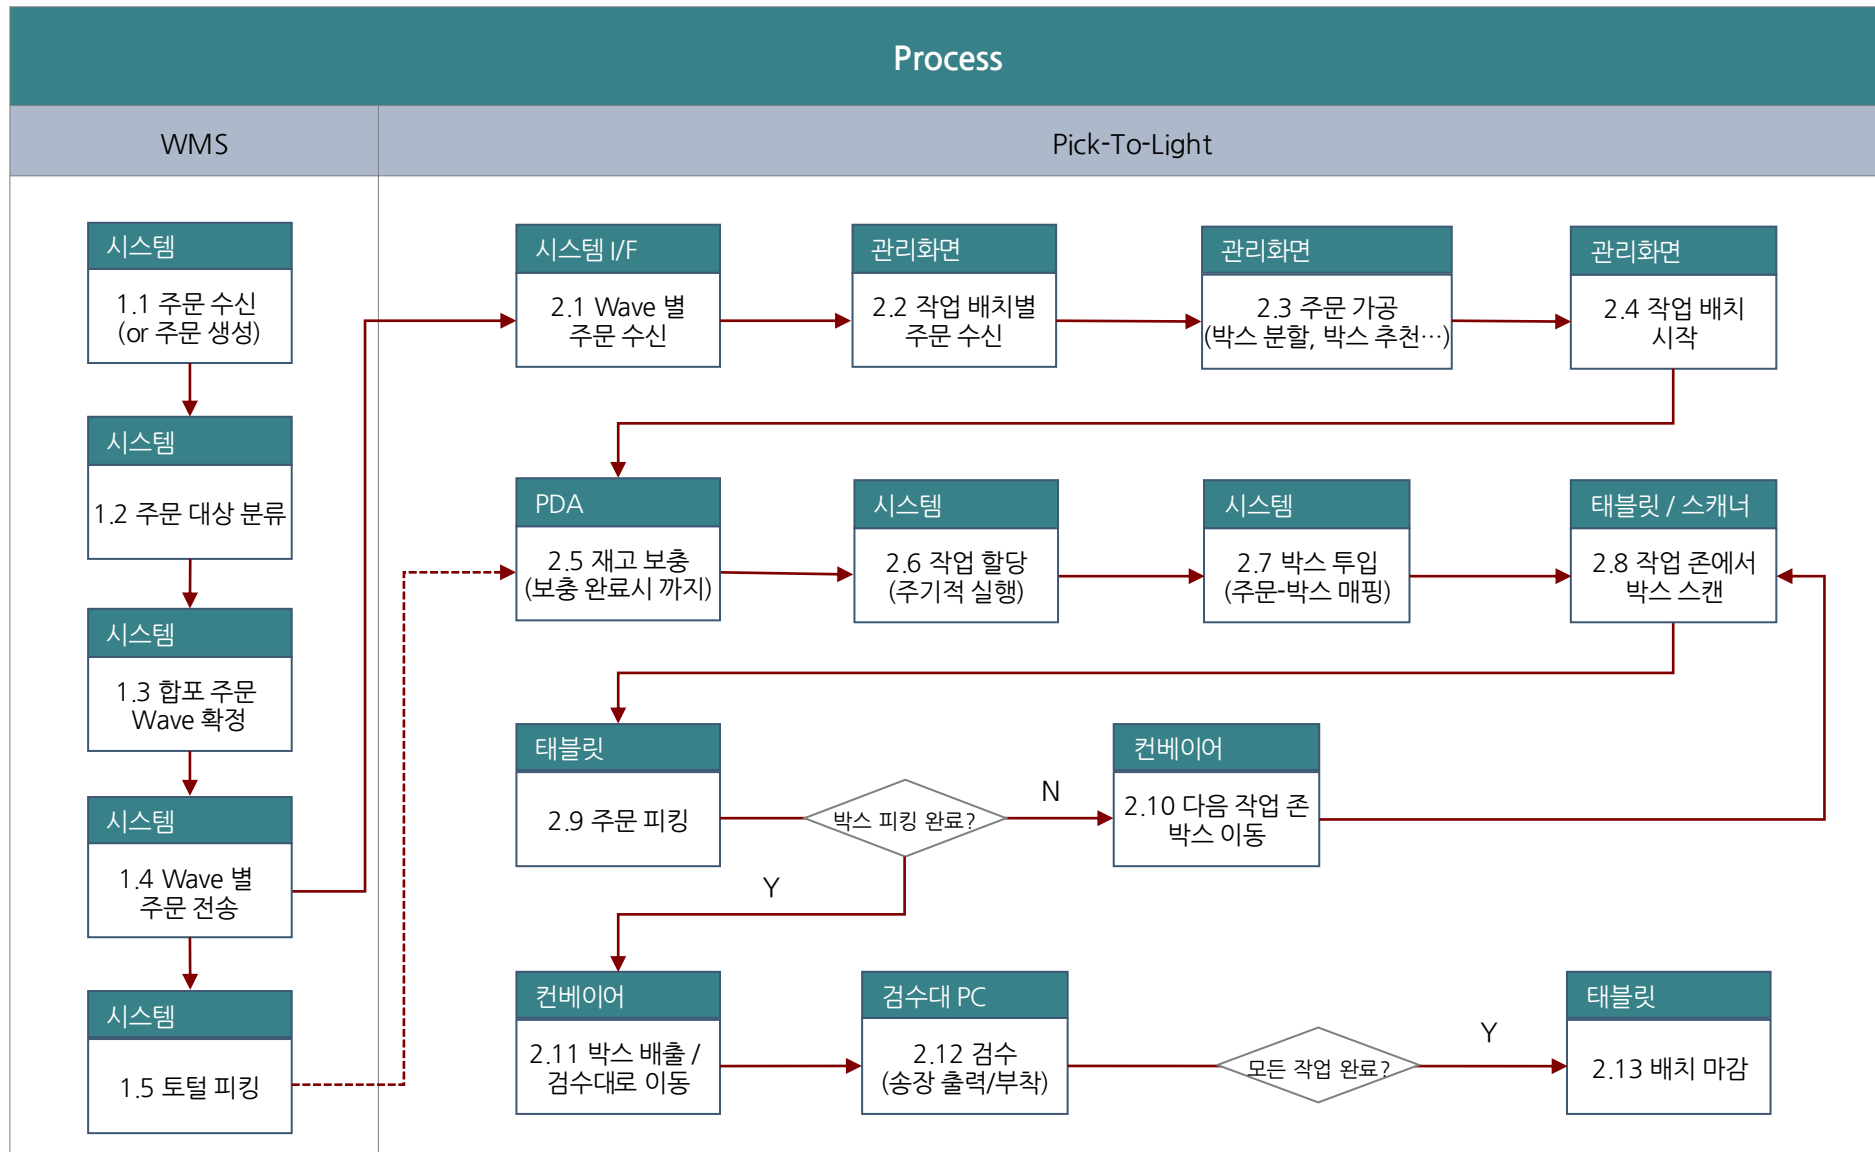 Process
WMS
Pick-To-Light
시스템
1.1 주문 수신
(or 주문 생성)
시스템
1.2 주문 대상 분류
시스템
1.3 합포 주문
Wave 확정
시스템
1.4 Wave 별
주문 전송
시스템
1.5 토털 피킹
시스템 I/F
2.1 Wave 별
주문 수신
관리화면
2.2 작업 배치별
주문 수신
관리화면
2.3 주문 가공
(박스 분할, 박스 추천…)
관리화면
2.4 작업 배치
시작
PDA
2.5 재고 보충
(보충 완료시 까지)
시스템
2.6 작업 할당
(주기적 실행)
시스템
2.7 박스 투입
(주문-박스 매핑)
태블릿 / 스캐너
2.8 작업 존에서
박스 스캔
태블릿
2.9 주문 피킹
박스 피킹 완료?
N
Y
컨베이어
2.10 다음 작업 존
박스 이동
컨베이어
2.11 박스 배출 /
검수대로 이동
검수대 PC
2.12 검수
(송장 출력/부착)
모든 작업 완료?
Y
태블릿
2.13 배치 마감